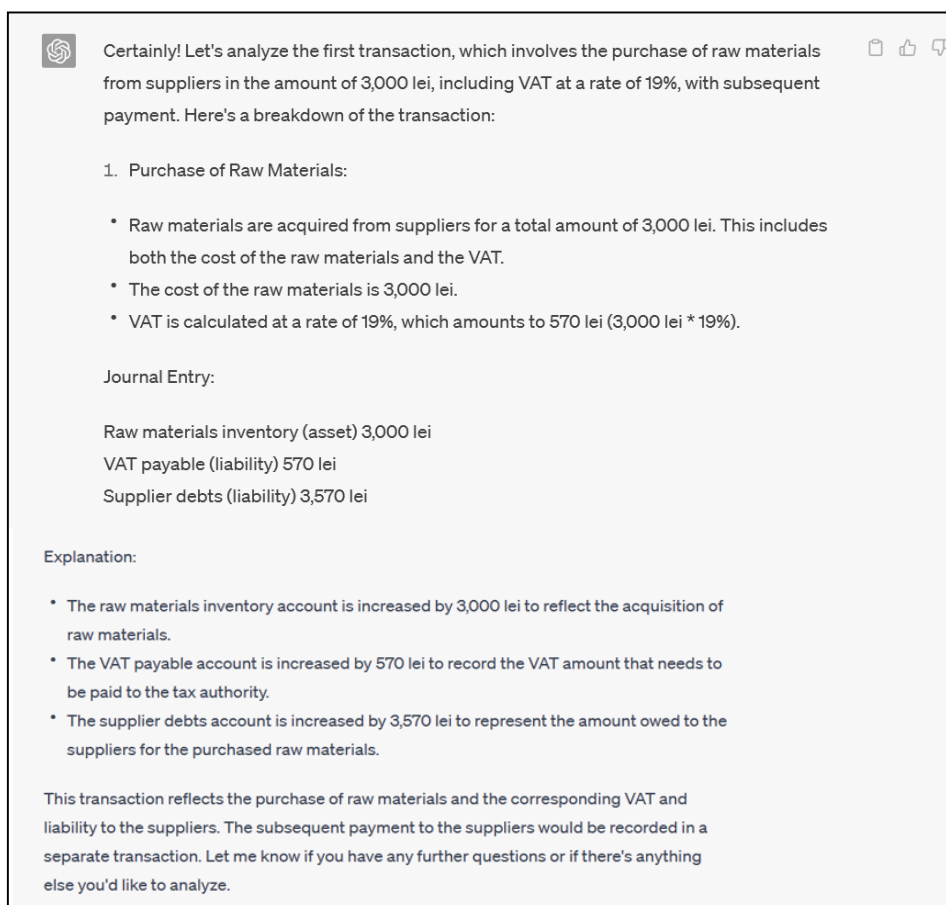 Certainly! Let's analyze the first transaction, which involves the purchase of raw materials
from suppliers in the amount of 3,000 lei, including VAT at a rate of 19%, with subsequent
payment. Here's a breakdown of the transaction:
1. Purchase of Raw Materials:
• Raw materials are acquired from suppliers for a total amount of 3,000 lei. This includes
both the cost of the raw materials and the VAT.
• The cost of the raw materials is 3,000 lei.
• VAT is calculated at a rate of 19%, which amounts to 570 lei (3,000 lei * 19%).
Journal Entry:
Raw materials inventory (asset) 3,000 lei
VAT payable (liability) 570 lei
Supplier debts (liability) 3,570 lei
Explanation:
• The raw materials inventory account is increased by 3,000 lei to reflect the acquisition of
raw materials.
• The VAT payable account is increased by 570 lei to record the VAT amount that needs to
be paid to the tax authority.
• The supplier debts account is increased by 3,570 lei to represent the amount owed to the
suppliers for the purchased raw materials.
This transaction reflects the purchase of raw materials and the corresponding VAT and
liability to the suppliers. The subsequent payment to the suppliers would be recorded in a
separate transaction. Let me know if you have any further questions or if there's anything
else you'd like to analyze.